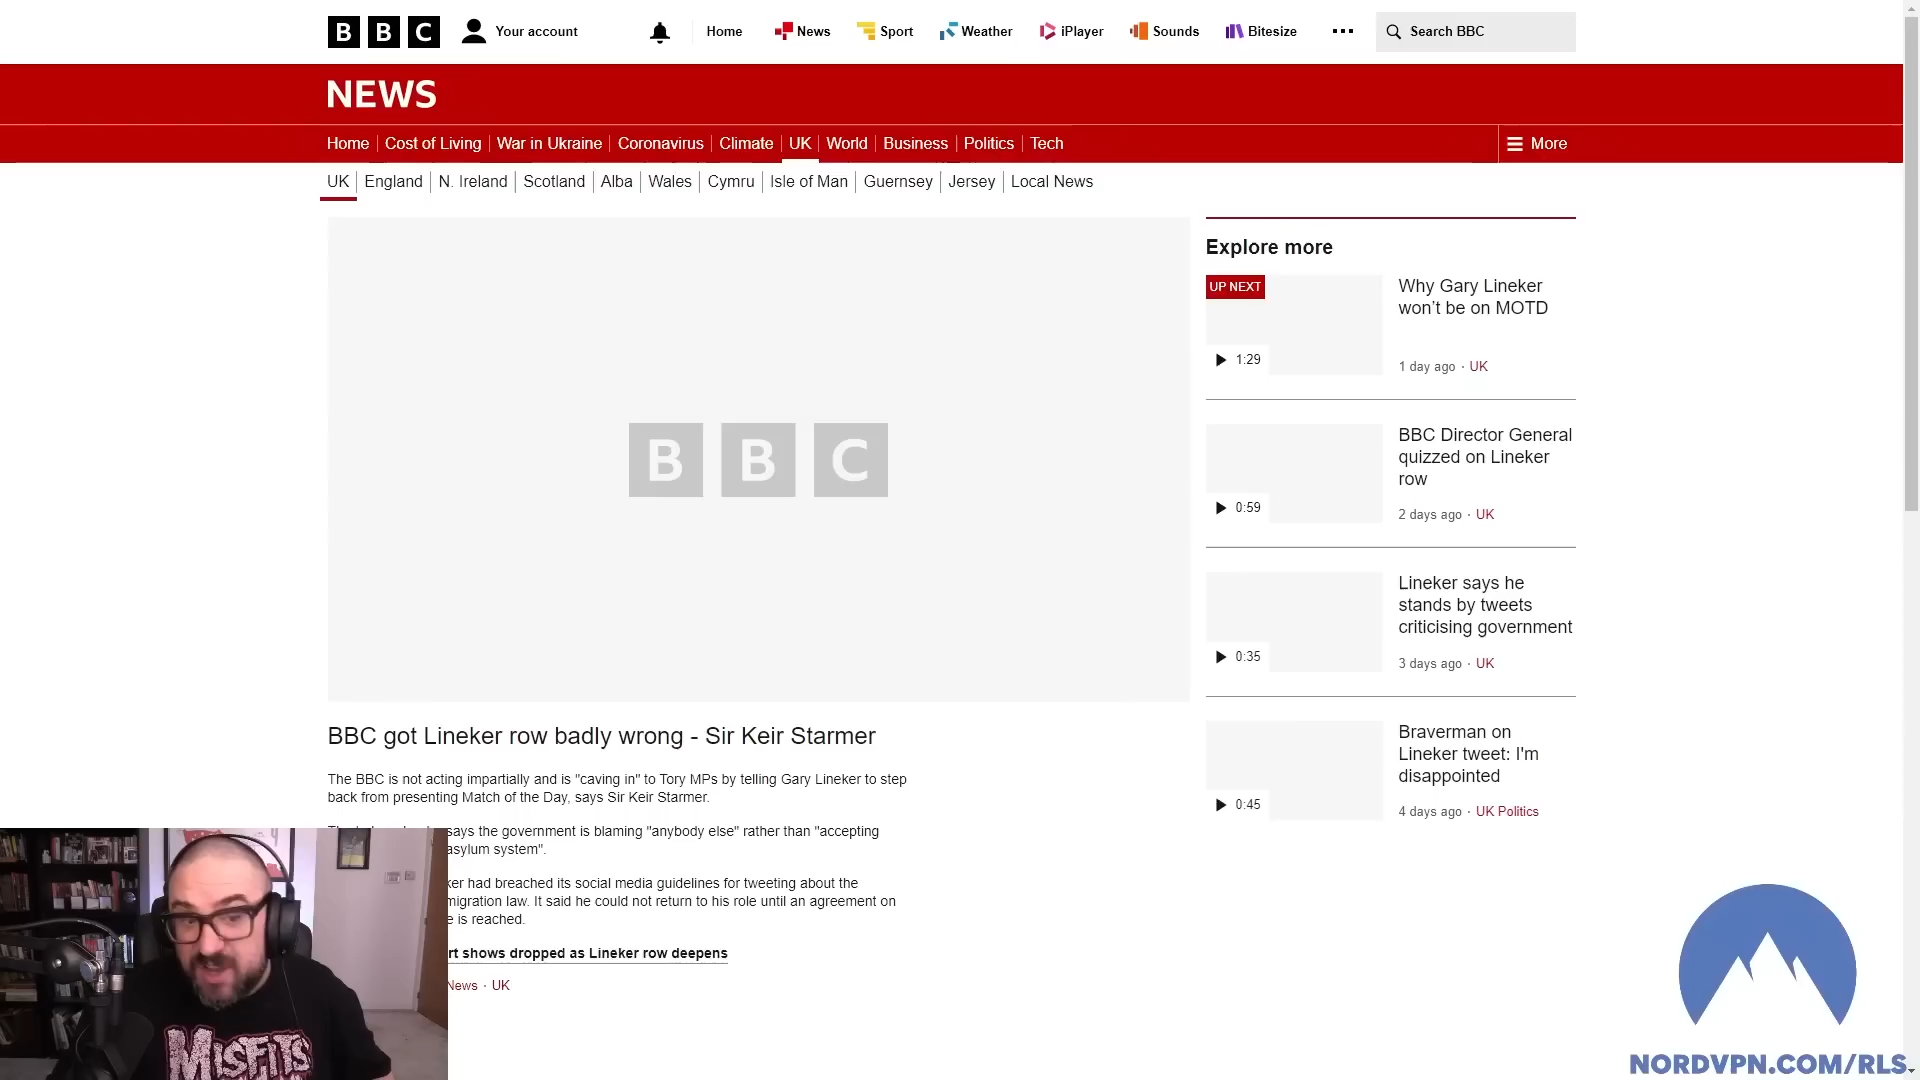 BBC Your account Home News Sport Weather iPlayer Sounds Bitesize Search BBC
NEWS
Home Cost of Living War in Ukraine Coronavirus Climate UK World Business Politics Tech More
UK England N. Ireland Scotland Alba Wales Cymru Isle of Man Guernsey Jersey Local News
BBC
BBC got Lineker row badly wrong - Sir Keir Starmer
The BBC is not acting impartially and is "caving in" to Tory MPs by telling Gary Lineker to step
back from presenting Match of the Day, says Sir Keir Starmer.
says the government is blaming "anybody else" rather than "accepting
asylum system".
had breached its social media guidelines for tweeting about the
law. It said he could not return to his role until an agreement on
is reached.
shows dropped as Lineker row deepens
News · UK
Explore more
UP NEXT
1:29
Why Gary Lineker
won't be on MOTD
1 day ago · UK
0:59
BBC Director General
quizzed on Lineker
row
2 days ago · UK
0:35
Lineker says he
stands by tweets
criticising government
3 days ago · UK
0:45
Braverman on
Lineker tweet: I'm
disappointed
4 days ago · UK Politics
MISFITS
NORDVPN.COM/RLS